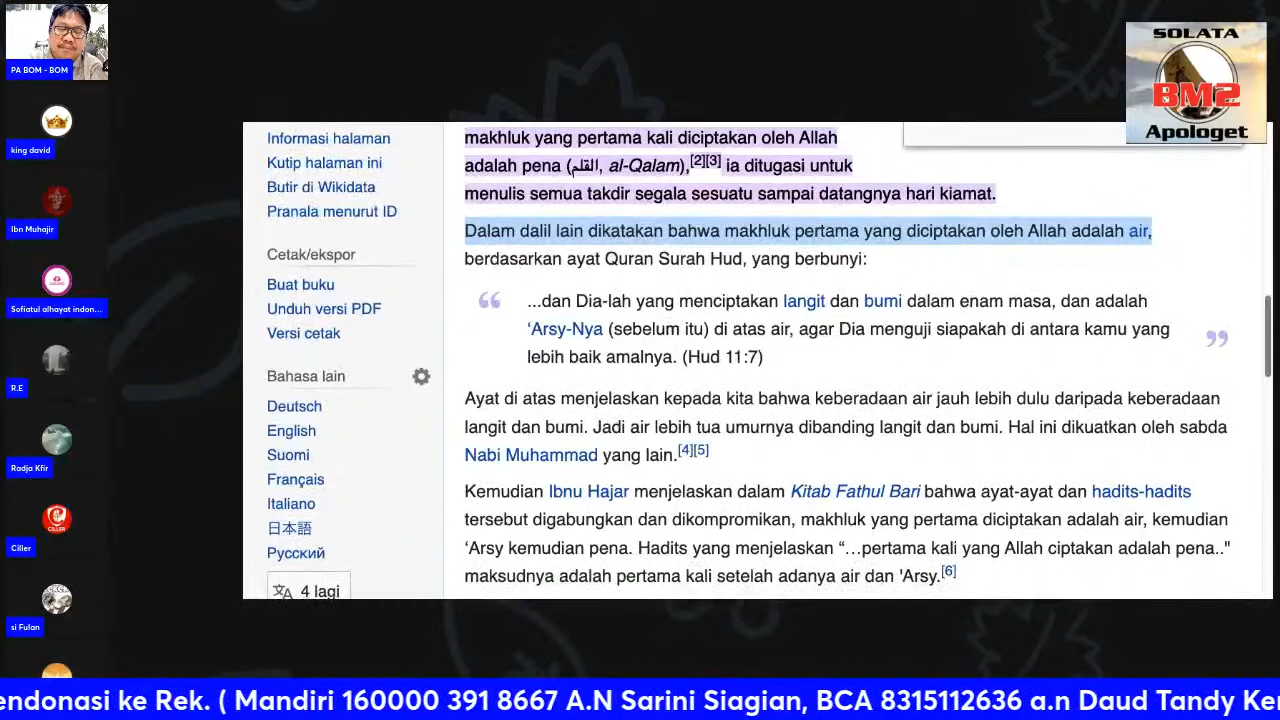 PA BOM - BOM
king david
Ibn Muhajir
Sofiatul alhayat indon...
R.E
Radja Kfir
Ciller
si Fulan
SOLATA
BM2
Apologet
Informasi halaman
Kutip halaman ini
Butir di Wikidata
Pranala menurut ID
Cetak/ekspor
Buat buku
Unduh versi PDF
Versi cetak
Bahasa lain
Deutsch
English
Suomi
Français
Italiano
日本語
Русский
4 lagi
makhluk yang pertama kali diciptakan oleh Allah
adalah pena (القلم, al-Qalam),[2][3] ia ditugasi untuk
menulis semua takdir segala sesuatu sampai datangnya hari kiamat.
Dalam dalil lain dikatakan bahwa makhluk pertama yang diciptakan oleh Allah adalah air,
berdasarkan ayat Quran Surah Hud, yang berbunyi:
...dan Dia-lah yang menciptakan langit dan bumi dalam enam masa, dan adalah
‘Arsy-Nya (sebelum itu) di atas air, agar Dia menguji siapakah di antara kamu yang
lebih baik amalnya. (Hud 11:7)
Ayat di atas menjelaskan kepada kita bahwa keberadaan air jauh lebih dulu daripada keberadaan
langit dan bumi. Jadi air lebih tua umurnya dibanding langit dan bumi. Hal ini dikuatkan oleh sabda
Nabi Muhammad yang lain.[4][5]
Kemudian Ibnu Hajar menjelaskan dalam Kitab Fathul Bari bahwa ayat-ayat dan hadits-hadits
tersebut digabungkan dan dikompromikan, makhluk yang pertama diciptakan adalah air, kemudian
‘Arsy kemudian pena. Hadits yang menjelaskan “...pertama kali yang Allah ciptakan adalah pena.."
maksudnya adalah pertama kali setelah adanya air dan 'Arsy.[6]
endonasi ke Rek. ( Mandiri 160000 391 8667 A.N Sarini Siagian, BCA 8315112636 a.n Daud Tandy Ke